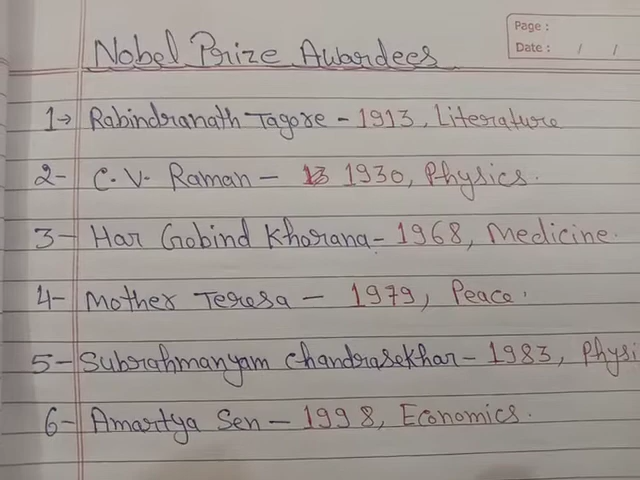 Page :
Date : / /
Nobel Prize Awardees
1→ Rabindranath Tagore - 1913, Literature
2- C. V. Raman - 13 1930, Physics.
3- Har Gobind Khorana - 1968, Medicine.
4- Mother Teresa - 1979, Peace.
5- Subrahmanyam Chandrasekhar - 1983, Physi
6- Amartya Sen - 1998, Economics.